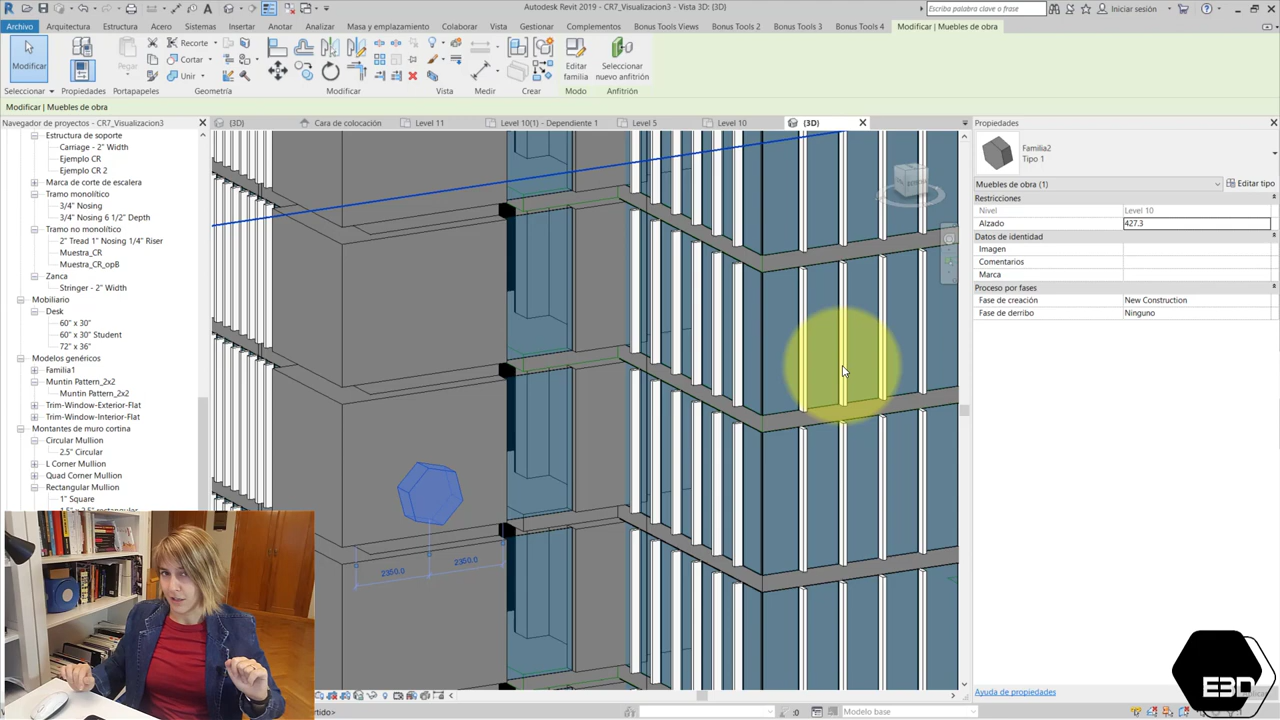 Autodesk Revit 2019 - CR7_Visualizacion3 - Vista 3D: {3D}
Escriba palabra clave o frase
Iniciar sesión
Archivo
Arquitectura
Estructura
Acero
Sistemas
Insertar
Anotar
Analizar
Masa y emplazamiento
Vista
Gestionar
Complementos
Bonus Tools Views
Bonus Tools 2
Bonus Tools 3
Bonus Tools 4
Modificar | Muebles de obra
Modificar
Pegar
Recorte
Cortar
Unir
Editar
familia
Seleccionar
nuevo anfitrión
Seleccionar
Propiedades
Portapapeles
Geometría
Modificar
Vista
Medir
Crear
Modo
Anfitrión
Modificar | Muebles de obra
Navegador de proyectos - CR7_Visualizacion3
{3D}
Cara de colocación
Level 11
Level 10(1) - Dependiente 1
Level 5
Level 10
{3D}
Propiedades
Estructura de soporte
Carriage - 2" Width
Ejemplo CR
Ejemplo CR 2
Marca de corte de escalera
Tramo monolítico
3/4" Nosing
3/4" Nosing 6 1/2" Depth
Tramo no monolítico
2" Tread 1" Nosing 1/4" Riser
Muestra_CR
Muestra_CR_opB
Zanca
Stringer - 2" Width
Mobiliario
Desk
60" x 30"
60" x 30" Student
72" x 36"
Modelos genéricos
Familia1
Muntin Pattern_2x2
Muntin Pattern_2x2
Trim-Window-Exterior-Flat
Trim-Window-Interior-Flat
Montantes de muro cortina
Circular Mullion
2.5" Circular
L Corner Mullion
Quad Corner Mullion
Rectangular Mullion
1" Square
2350.0
2350.0
Familia2
Tipo 1
Muebles de obra (1)
Editar tipo
Restricciones
Nivel
Level 10
Alzado
427.3
Datos de identidad
Imagen
Comentarios
Marca
Proceso por fases
Fase de creación
New Construction
Fase de derribo
Ninguno
Ayuda de propiedades
E3D
:0
Modelo base